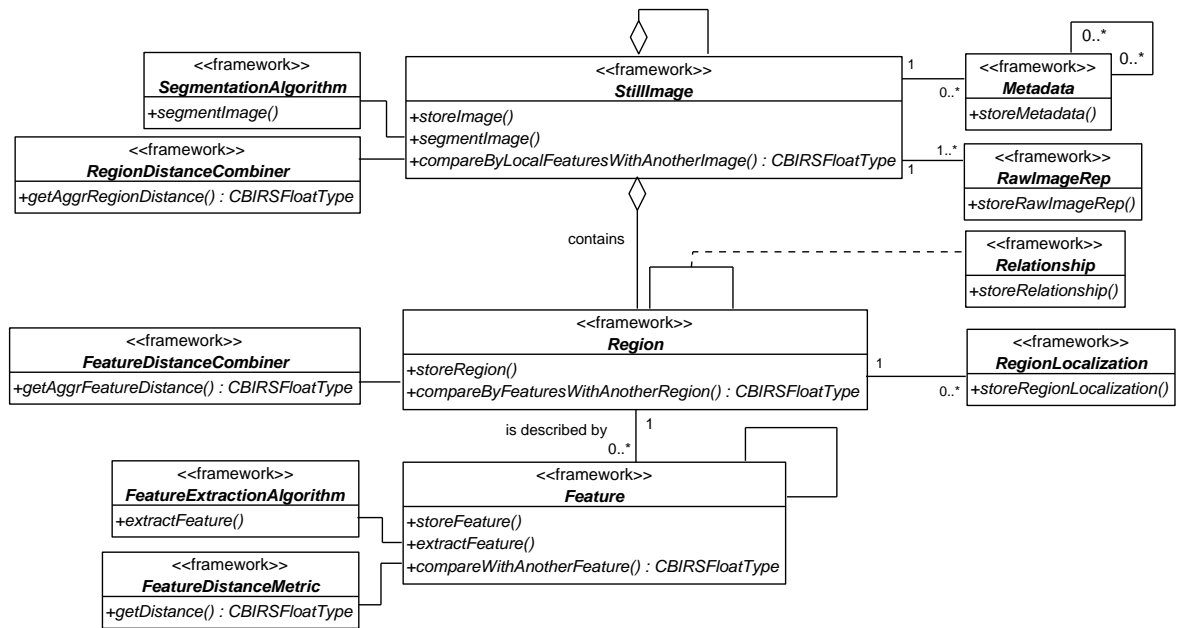 <<framework>>
SegmentationAlgorithm
+segmentImage()
<<framework>>
RegionDistanceCombiner
+getAggrRegionDistance() : CBIRSFloatType
<<framework>>
StillImage
+storeImage()
+segmentImage()
+compareByLocalFeaturesWithAnotherImage() : CBIRSFloatType
1
0..*
0..*
0..*
<<framework>>
Metadata
+storeMetadata()
1..*
1
<<framework>>
RawImageRep
+storeRawImageRep()
contains
<<framework>>
Relationship
+storeRelationship()
<<framework>>
FeatureDistanceCombiner
+getAggrFeatureDistance() : CBIRSFloatType
<<framework>>
Region
+storeRegion()
+compareByFeaturesWithAnotherRegion() : CBIRSFloatType
1
0..*
<<framework>>
RegionLocalization
+storeRegionLocalization()
is described by
1
0..*
<<framework>>
FeatureExtractionAlgorithm
+extractFeature()
<<framework>>
FeatureDistanceMetric
+getDistance() : CBIRSFloatType
<<framework>>
Feature
+storeFeature()
+extractFeature()
+compareWithAnotherFeature() : CBIRSFloatType